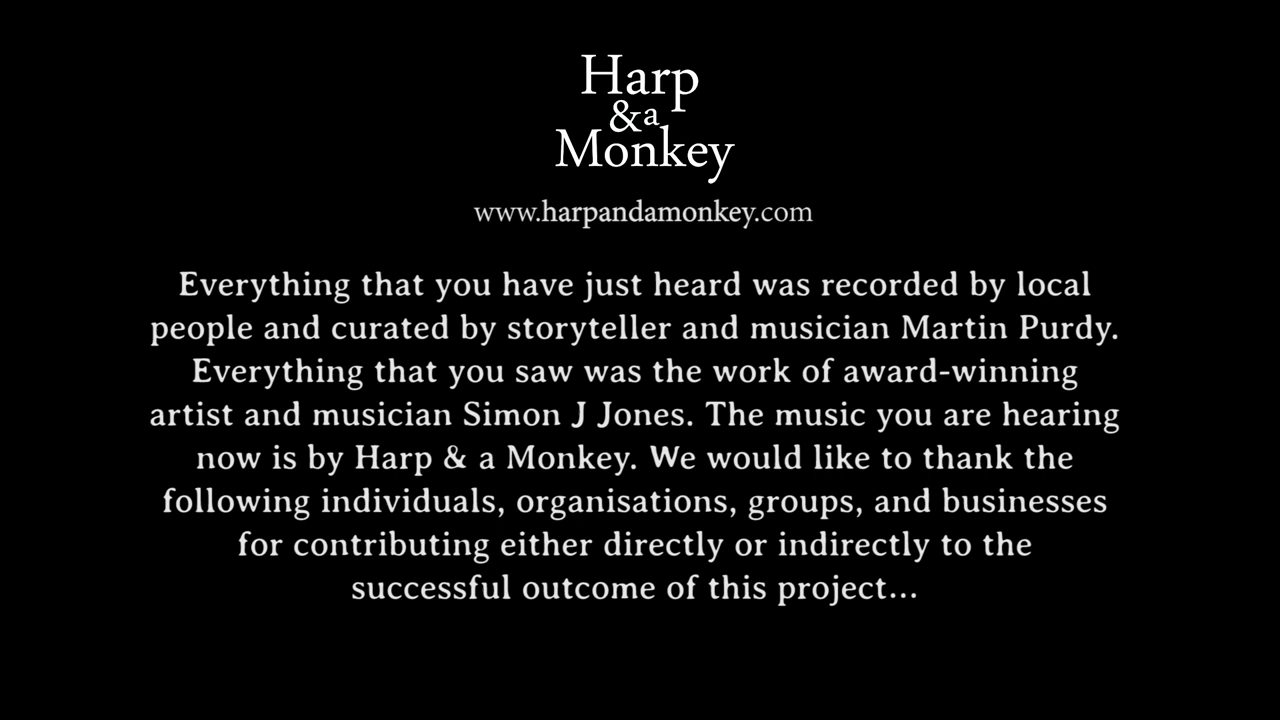 Harp
& a
Monkey
www.harpandamonkey.com
Everything that you have just heard was recorded by local
people and curated by storyteller and musician Martin Purdy.
Everything that you saw was the work of award-winning
artist and musician Simon J Jones. The music you are hearing
now is by Harp & a Monkey. We would like to thank the
following individuals, organisations, groups, and businesses
for contributing either directly or indirectly to the
successful outcome of this project...